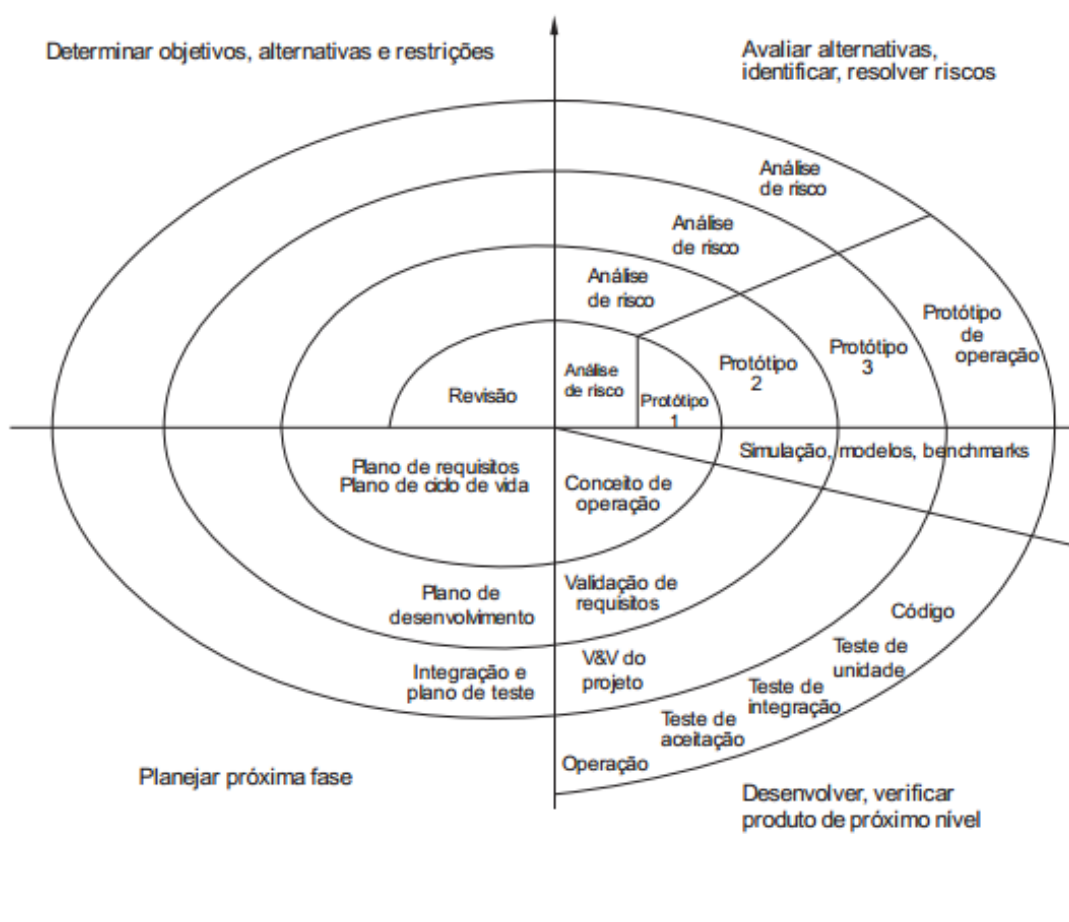 Determinar objetivos, alternativas e restrições
Avaliar alternativas,
identificar, resolver riscos
Análise
de risco
Análise
de risco
Análise
de risco
Análise
de risco
Revisão
Protótipo
1
Protótipo
2
Protótipo
3
Protótipo
de
operação
Simulação, modelos, benchmarks
Plano de requisitos
Plano de ciclo de vida
Conceito de
operação
Plano de
desenvolvimento
Validação de
requisitos
Integração e
plano de teste
V&V do
projeto
Código
Teste de
unidade
Teste de
integração
Teste de
aceitação
Operação
Planejar próxima fase
Desenvolver, verificar
produto de próximo nível